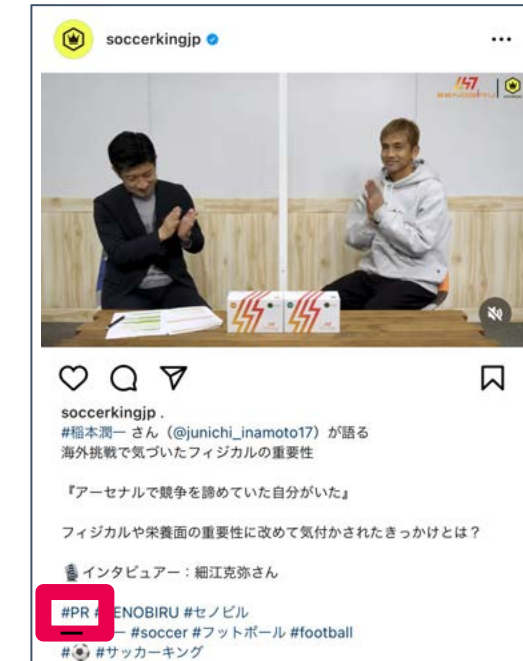 soccerkingjp
soccerkingjp .
#稲本潤一 さん（@junichi_inamoto17）が語る
海外挑戦で気づいたフィジカルの重要性
『アーセナルで競争を諦めていた自分がいた』
フィジカルや栄養面の重要性に改めて気付かされたきっかけとは？
インタビュアー：細江克弥さん
#PR # ENOBIRU #セノビル
ー #soccer #フットボール #football
#⚽ #サッカーキング